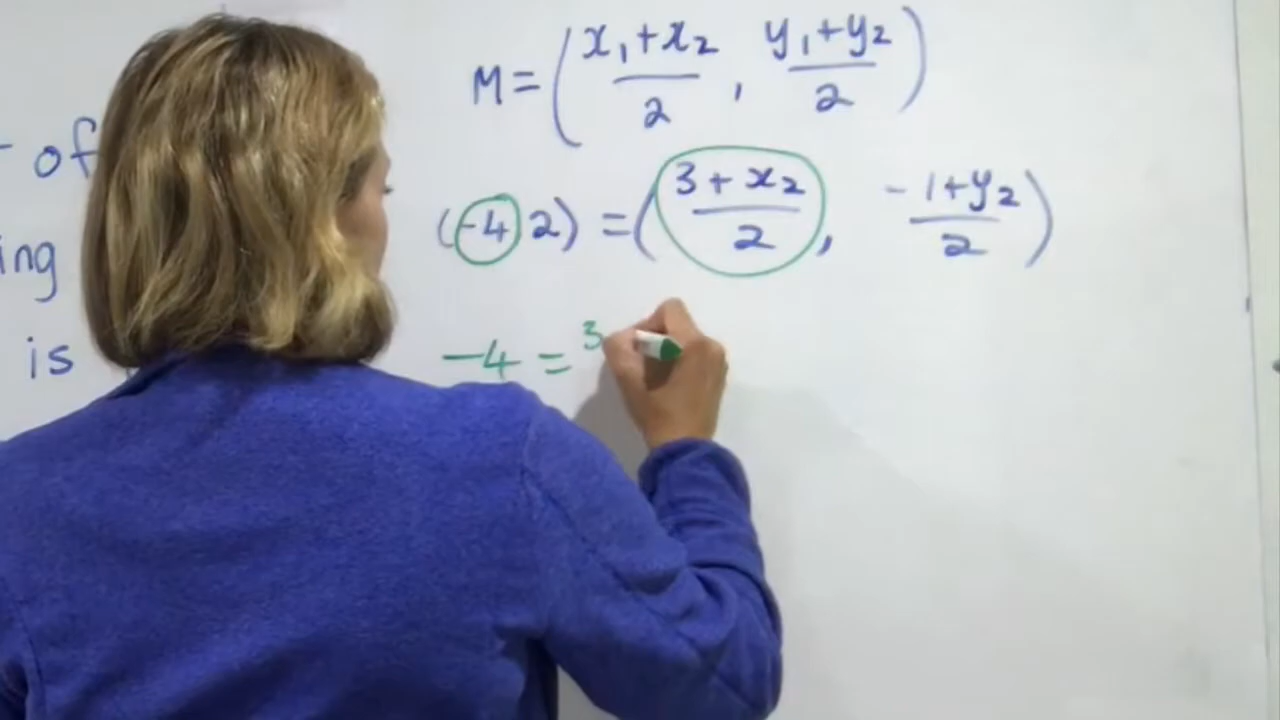 M = (x₁+x₂/2, y₁+y₂/2)
of
(-4 2) = (3+x₂/2, -1+y₂/2)
ing
is
-4 = 3